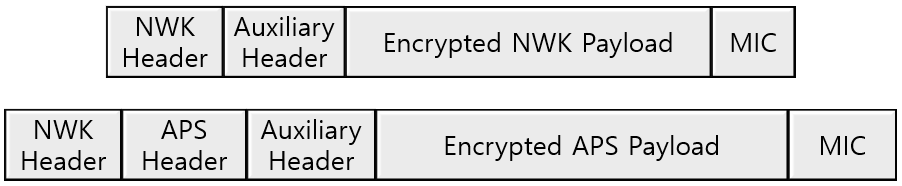 NWK Header Auxiliary Header Encrypted NWK Payload MIC
NWK Header APS Header Auxiliary Header Encrypted APS Payload MIC